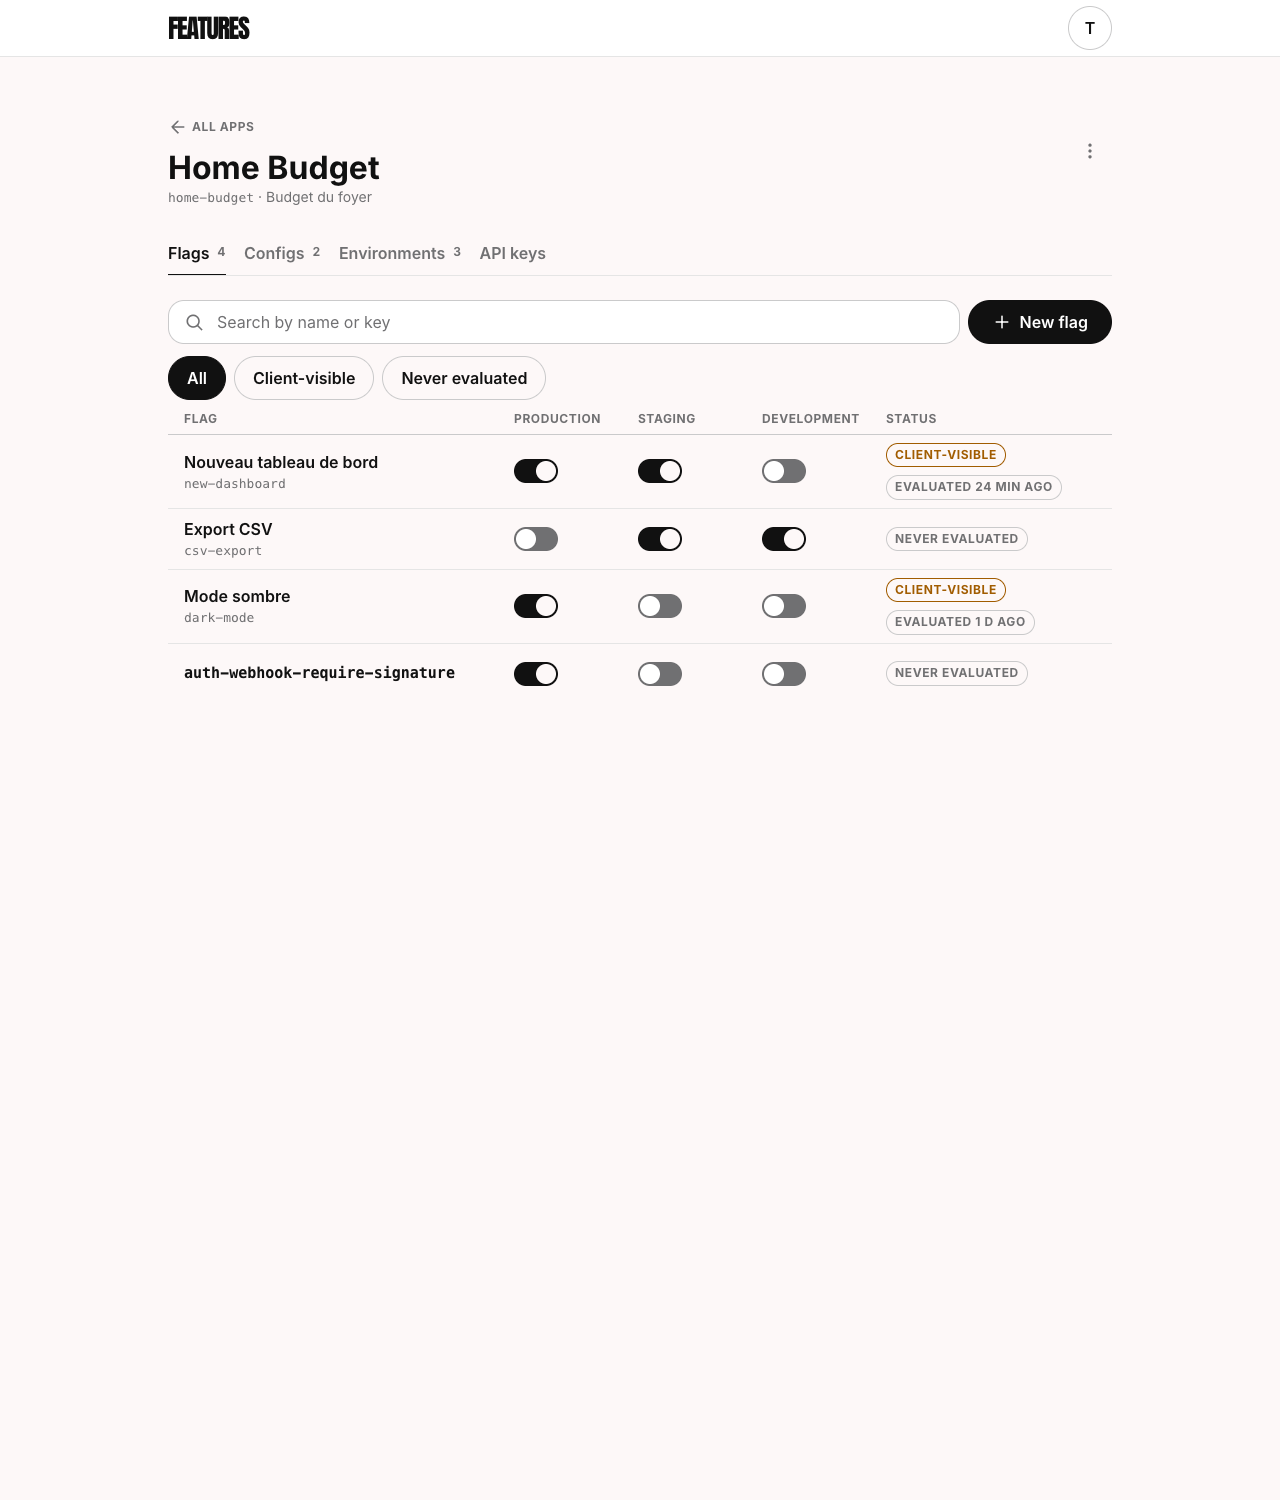 FEATURES
T
ALL APPS
Home Budget
home-budget · Budget du foyer
Flags 4 Configs 2 Environments 3 API keys
Search by name or key
New flag
All Client-visible Never evaluated
FLAG PRODUCTION STAGING DEVELOPMENT STATUS
Nouveau tableau de bord
new-dashboard
CLIENT-VISIBLE
EVALUATED 24 MIN AGO
Export CSV
csv-export
NEVER EVALUATED
Mode sombre
dark-mode
CLIENT-VISIBLE
EVALUATED 1 D AGO
auth-webhook-require-signature
NEVER EVALUATED